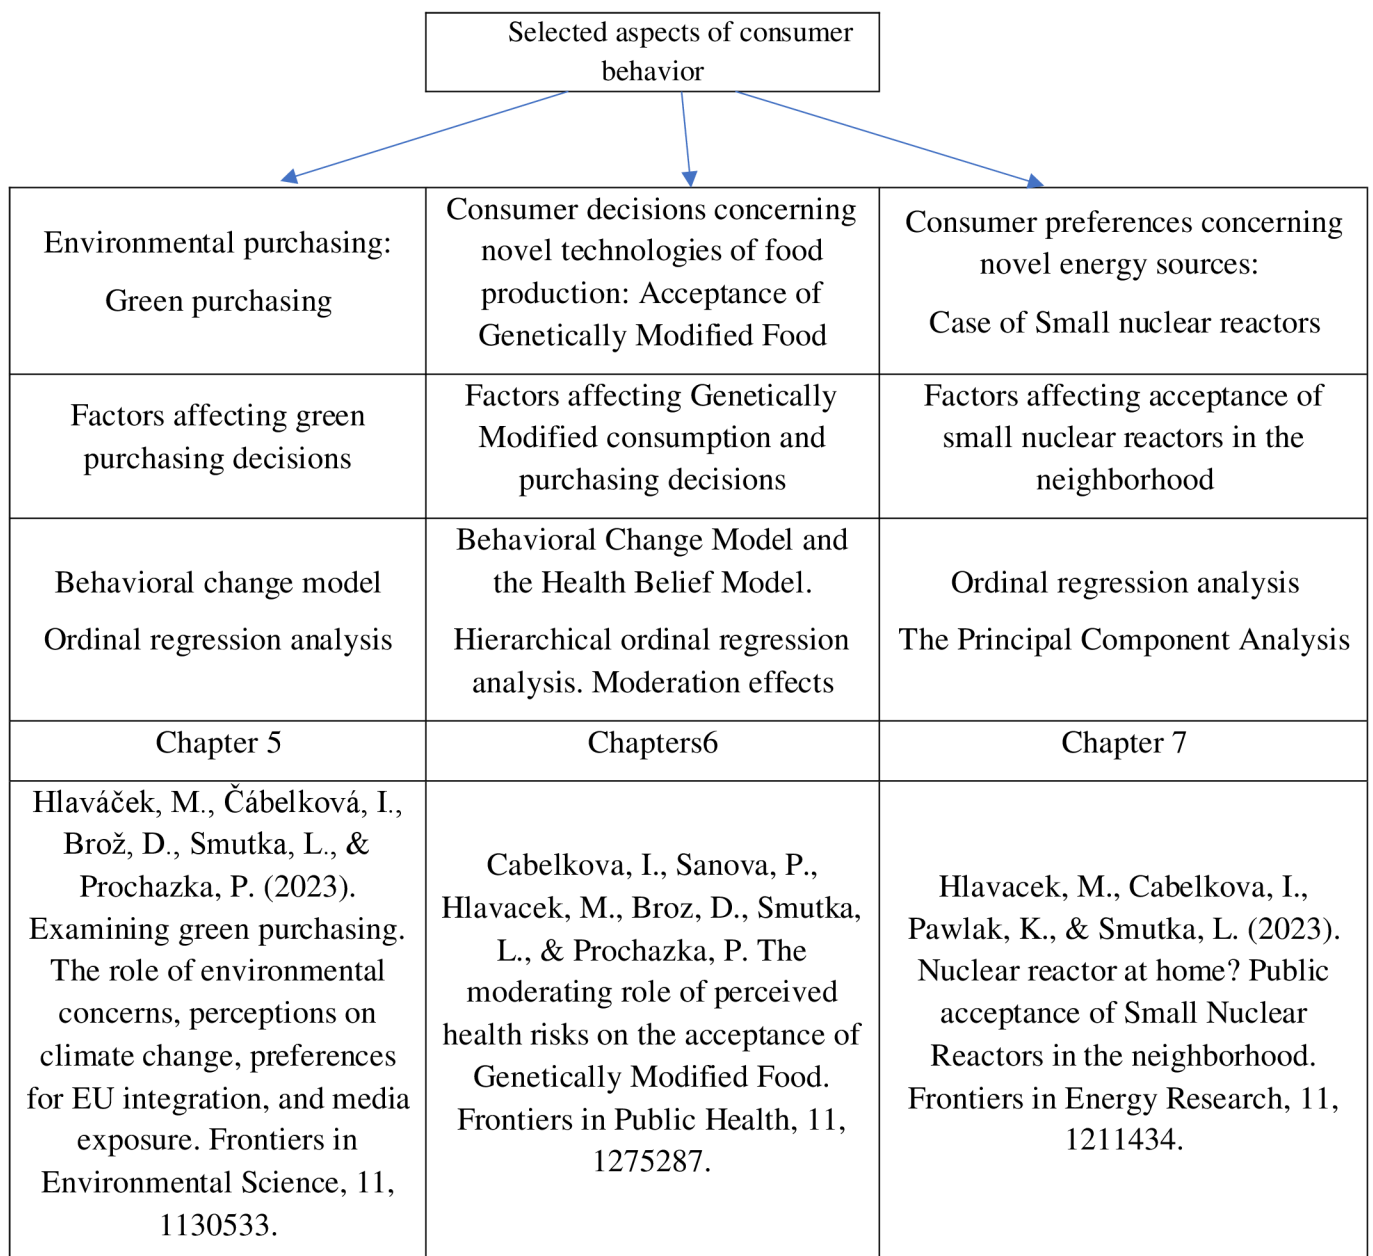 Selected aspects of consumer
behavior
Environmental purchasing:
Green purchasing
Consumer decisions concerning
novel technologies of food
production: Acceptance of
Genetically Modified Food
Consumer preferences concerning
novel energy sources:
Case of Small nuclear reactors
Factors affecting green
purchasing decisions
Factors affecting Genetically
Modified consumption and
purchasing decisions
Factors affecting acceptance of
small nuclear reactors in the
neighborhood
Behavioral change model
Ordinal regression analysis
Behavioral Change Model and
the Health Belief Model.
Hierarchical ordinal regression
analysis. Moderation effects
Ordinal regression analysis
The Principal Component Analysis
Chapter 5
Chapters6
Chapter 7
Hlaváček, M., Čábelková, I.,
Brož, D., Smutka, L., &
Prochazka, P. (2023).
Examining green purchasing.
The role of environmental
concerns, perceptions on
climate change, preferences
for EU integration, and media
exposure. Frontiers in
Environmental Science, 11,
1130533.
Cabelkova, I., Sanova, P.,
Hlavacek, M., Broz, D., Smutka,
L., & Prochazka, P. The
moderating role of perceived
health risks on the acceptance of
Genetically Modified Food.
Frontiers in Public Health, 11,
1275287.
Hlavacek, M., Cabelkova, I.,
Pawlak, K., & Smutka, L. (2023).
Nuclear reactor at home? Public
acceptance of Small Nuclear
Reactors in the neighborhood.
Frontiers in Energy Research, 11,
1211434.